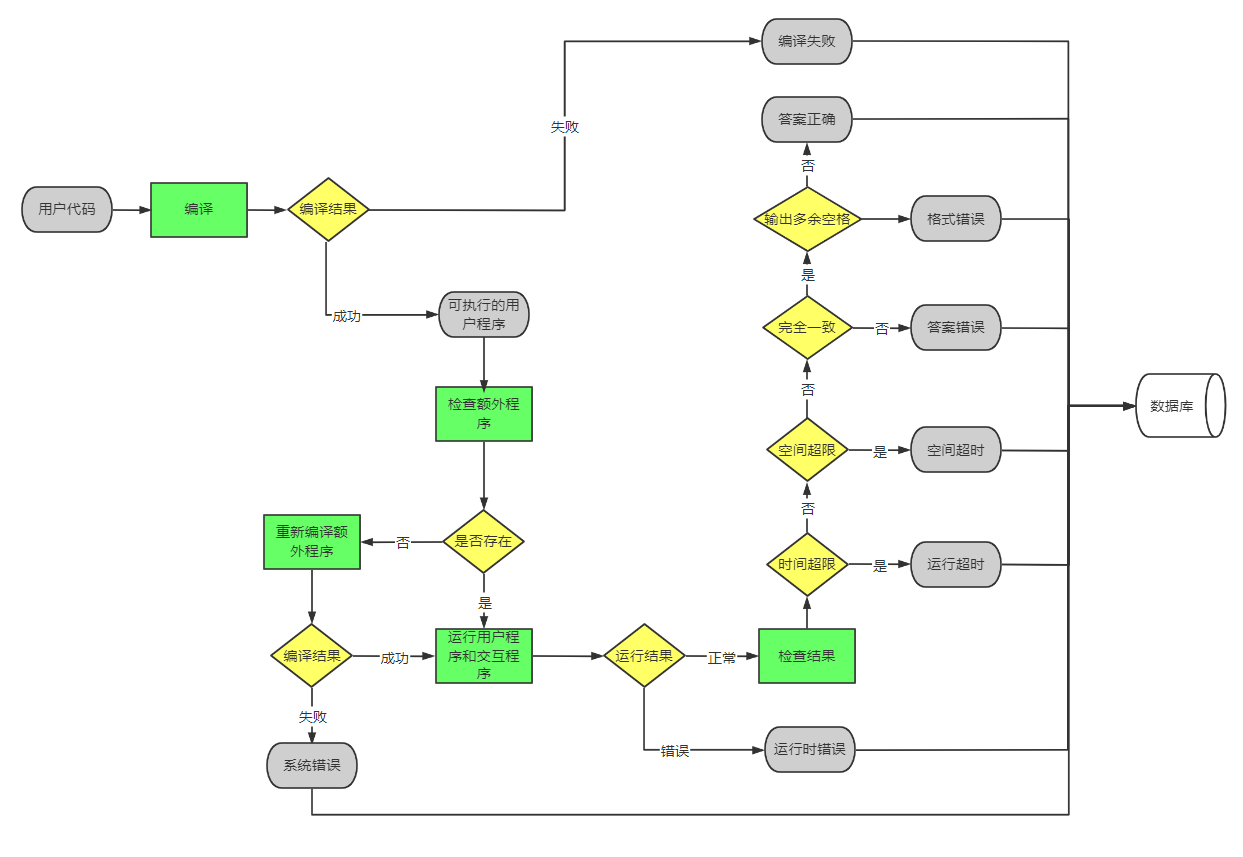 编译失败
失败
答案正确
否
用户代码
编译
编译结果
输出多余空格
格式错误
是
成功
可执行的用
户程序
完全一致
否
答案错误
否
检查额外程
序
数据库
空间超限
是
空间超时
否
重新编译额
外程序
否
是否存在
时间超限
是
运行超时
是
编译结果
成功
运行用户程
序和交互程
序
运行结果
正常
检查结果
失败
错误
运行时错误
系统错误